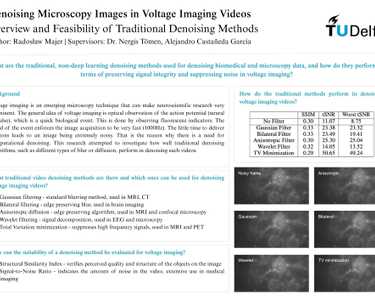 enoising Microscopy Images in Voltage Imaging Videos
erview and Feasibility of Traditional Denoising Methods
hor: Radosław Majer | Supervisors: Dr. Nergis Tömen, Alejandro Castañeda Garcia
TUDelf
at are the traditional, non-deep learning denoising methods used for denoising biomedical and microscopy data, and how do they perform
terms of preserving signal integrity and suppressing noise in voltage imaging?
kground
age imaging is an emerging microscopy technique that can make neuroscientific research very
nient. The general idea of voltage imaging is optical observation of the action potential (neural
ulse), which is a quick biological event. This is done by observing fluorescent indicators. The
of the event enforces the image acquisition to be very fast (1000Hz). The little time to deliver
ons leads to an image being extremely noisy. That is the reason why there is a need for
putational denoising. This research attempts to investigate how well traditional denoising
ithms, such as different types of blur or diffusion, perform in denoising such videos.
at traditional video denoising methods are there and which ones can be used for denoising
age imaging videos?
Gaussian filtering - standard blurring method, used in MRI, CT
Bilateral filtering - edge preserving blur, used in brain imaging
Anisotropic diffusion - edge preserving algorithm, used in MRI and confocal microscopy
Wavelet filtering - signal decomposition, used in EEG and microscopy
Total Variation minimization - suppresses high frequency signals, used in MRI and PET
can the suitability of a denoising method be evaluated for voltage imaging?
Structural Similarity Index - verifies perceptual quality and structure of the objects on the image
Signal-to-Noise Ratio - indicates the amount of noise in the video, extensive use in medical
imaging
How do the traditional methods perform in denoising
voltage imaging videos?
SSIM tSNR Worst tSNR
No Filter 0.30 11.07 8.75
Gaussian Filter 0.33 23.38 23.32
Bilateral Filter 0.33 23.49 19.41
Anisotropic Filter 0.30 25.30 25.04
Wavelet Filter 0.32 14.05 13.52
TV Minimization 0.29 50.65 49.24
Noisy frame
Anisotropic
Gaussian
Bilateral
Wavelet
TV minimization